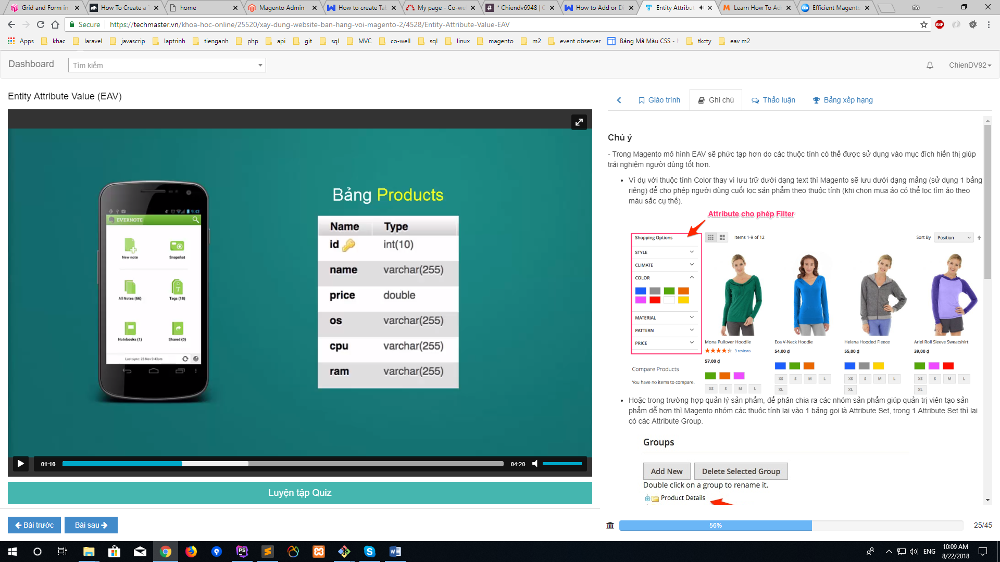 Grid and Form in
How To Create a
home
Magento Admin
How to create Tab
My page - Co-we
* Chiendv6948 | C
How to Add or Di
Entity Attribut
Learn How To Ad
Efficient Magento
do
Secure
https://techmaster.vn/khoa-hoc-online/25520/xay-dung-website-ban-hang-voi-magento-2/4528/Entity-Attribute-Value-EAV
ABP
Apps
khac
laravel
javascrip
laptrinh
tienganh
php
api
git
sql
MVC
co-well
sql
linux
magento
m2
event observer
Bảng Mã Màu CSS -
tkcty
eav m2
Dashboard
Tìm kiếm
ChienDV92
Entity Attribute Value (EAV)
9:43
EVERNOTE
New note
Snapshot
All Notes (66)
Tags (18)
Notebooks (1)
Shared (0)
Last sync: 25 Nov 9:43am
Bảng Products
Name Type
id int(10)
name varchar(255)
price double
os varchar(255)
cpu varchar(255)
ram varchar(255)
01:10
04:20
Luyện tập Quiz
Bài trước
Bài sau
Giáo trình
Ghi chú
Thảo luận
Bảng xếp hạng
Chú ý
- Trong Magento mô hình EAV sẽ phức tạp hơn do các thuộc tính có thể được sử dụng vào mục đích hiển thị giúp
trải nghiệm người dùng tốt hơn.
• Ví dụ với thuộc tính Color thay vì lưu trữ dưới dạng text thì Magento sẽ lưu dưới dạng mảng (sử dụng 1 bảng
riêng) để cho phép người dùng cuối lọc sản phẩm theo thuộc tính (khi chọn mua áo có thể lọc tìm áo theo
màu sắc cụ thể).
Attribute cho phép Filter
Shopping Options
STYLE
CLIMATE
COLOR
MATERIAL
PATTERN
PRICE
Compare Products
You have no items to compare.
Items 1-9 of 12
Sort By Position
Mona Pullover Hoodlie
3 reviews
57,00 ₫
XS S M L
Eos V-Neck Hoodie
54,00 ₫
XS S M L
XL
Helena Hooded Fleece
55,00 ₫
XS S M L
XL
Ariel Roll Sleeve Sweatshirt
39,00 ₫
XS S M L
XL
• Hoặc trong trường hợp quản lý sản phẩm, để phân chia ra các nhóm sản phẩm giúp quản trị viên tạo sản
phẩm dễ hơn thì Magento nhóm các thuộc tính lại vào 1 bảng gọi là Attribute Set, trong 1 Attribute Set thì lại
có các Attribute Group.
Groups
Add New
Delete Selected Group
Double click on a group to rename it.
Product Details
56%
25/45
ENG
10:09 AM
8/22/2018